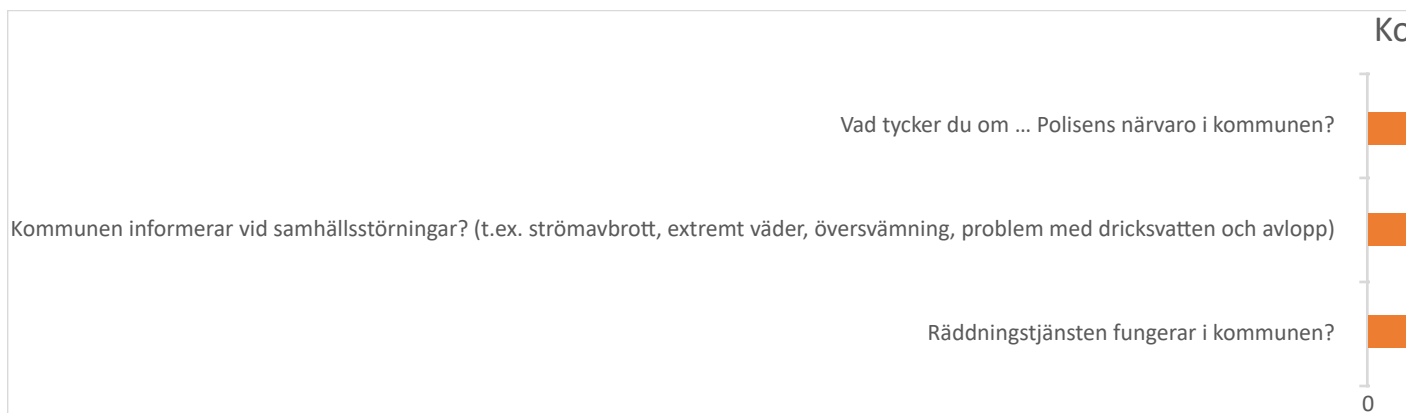 Ko
Vad tycker du om ... Polisens närvaro i kommunen?
Kommunen informerar vid samhällsstörningar? (t.ex. strömavbrott, extremt väder, översvämning, problem med dricksvatten och avlopp)
Räddningstjänsten fungerar i kommunen?
0